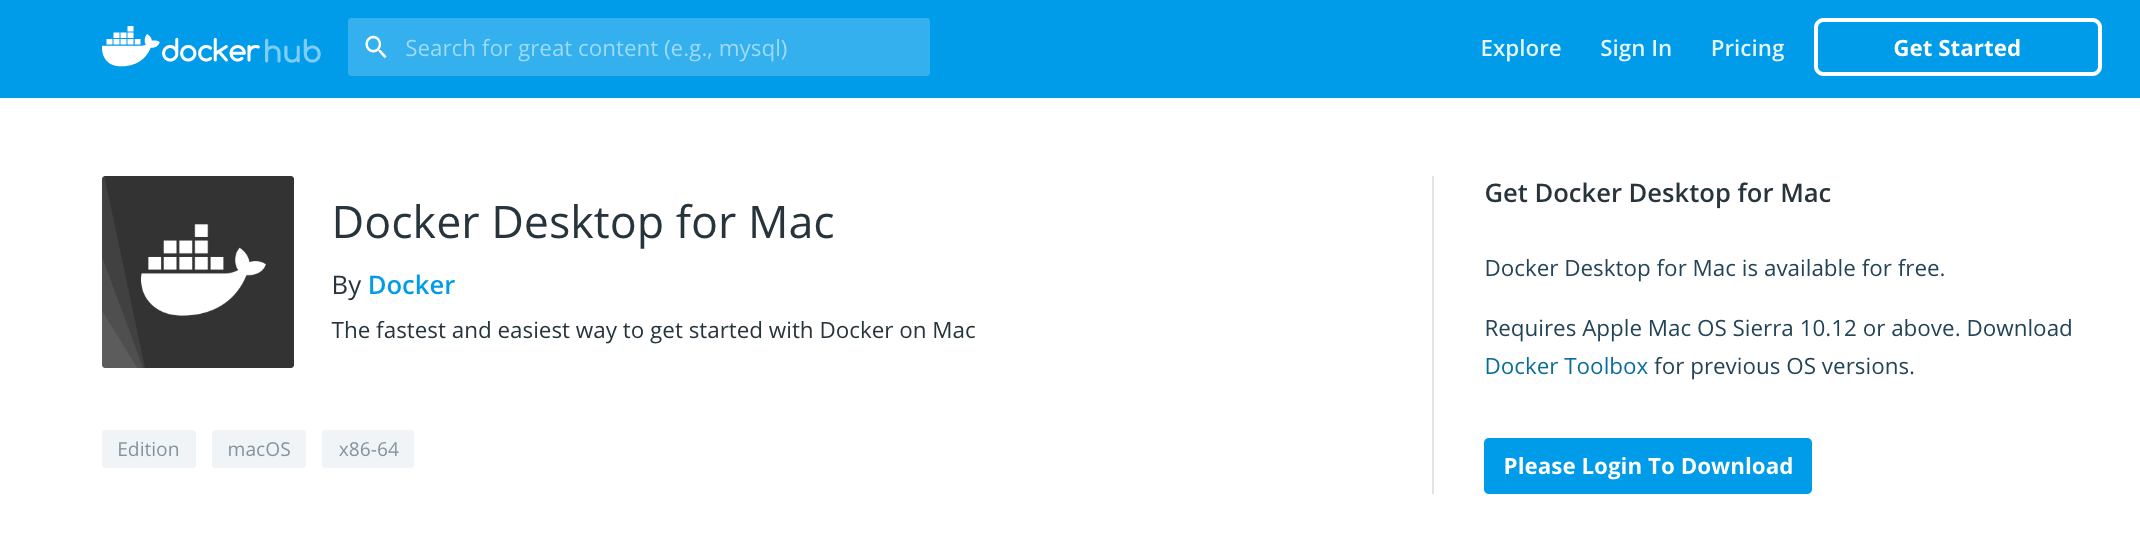 dockerhub
Search for great content (e.g., mysql)
Explore
Sign In
Pricing
Get Started
Docker Desktop for Mac
By Docker
The fastest and easiest way to get started with Docker on Mac
Edition
macOS
x86-64
Get Docker Desktop for Mac
Docker Desktop for Mac is available for free.
Requires Apple Mac OS Sierra 10.12 or above. Download
Docker Toolbox for previous OS versions.
Please Login To Download